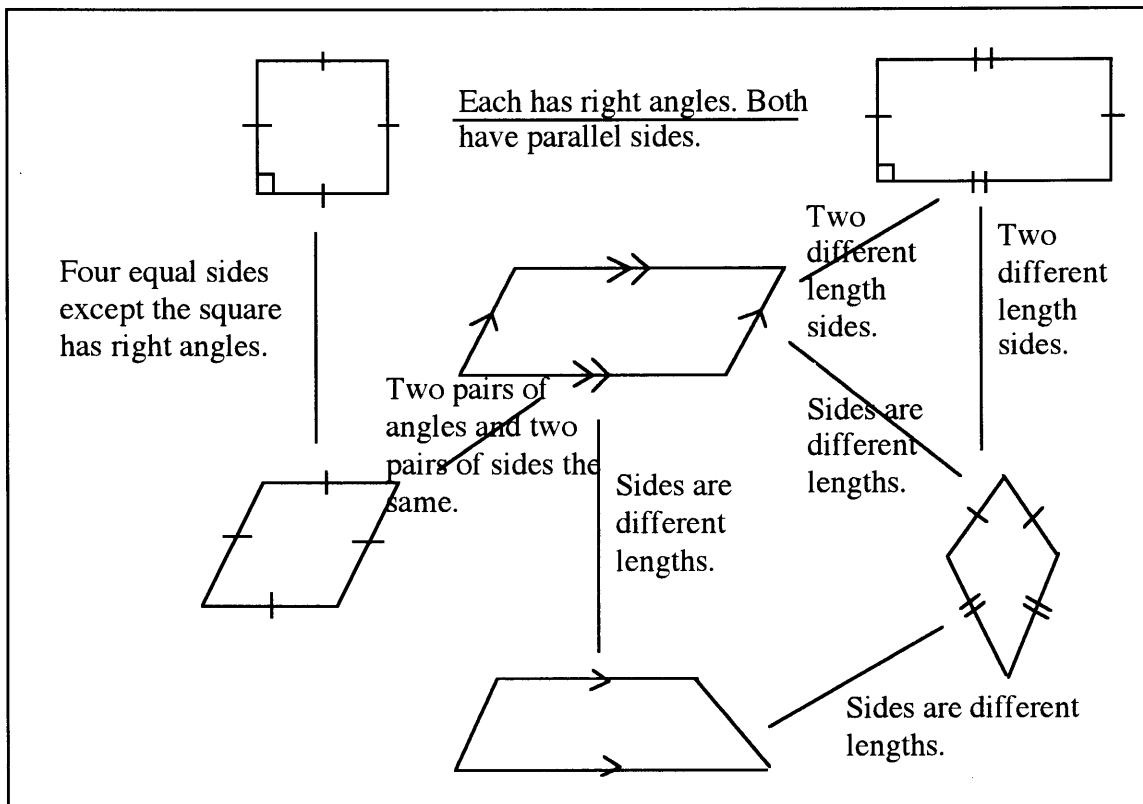 Each has right angles. Both
have parallel sides.
Two
different
length
sides.
Two
different
length
sides.
Four equal sides
except the square
has right angles.
Two pairs of
angles and two
pairs of sides the
same.
Sides are
different
lengths.
Sides are
different
lengths.
Sides are different
lengths.